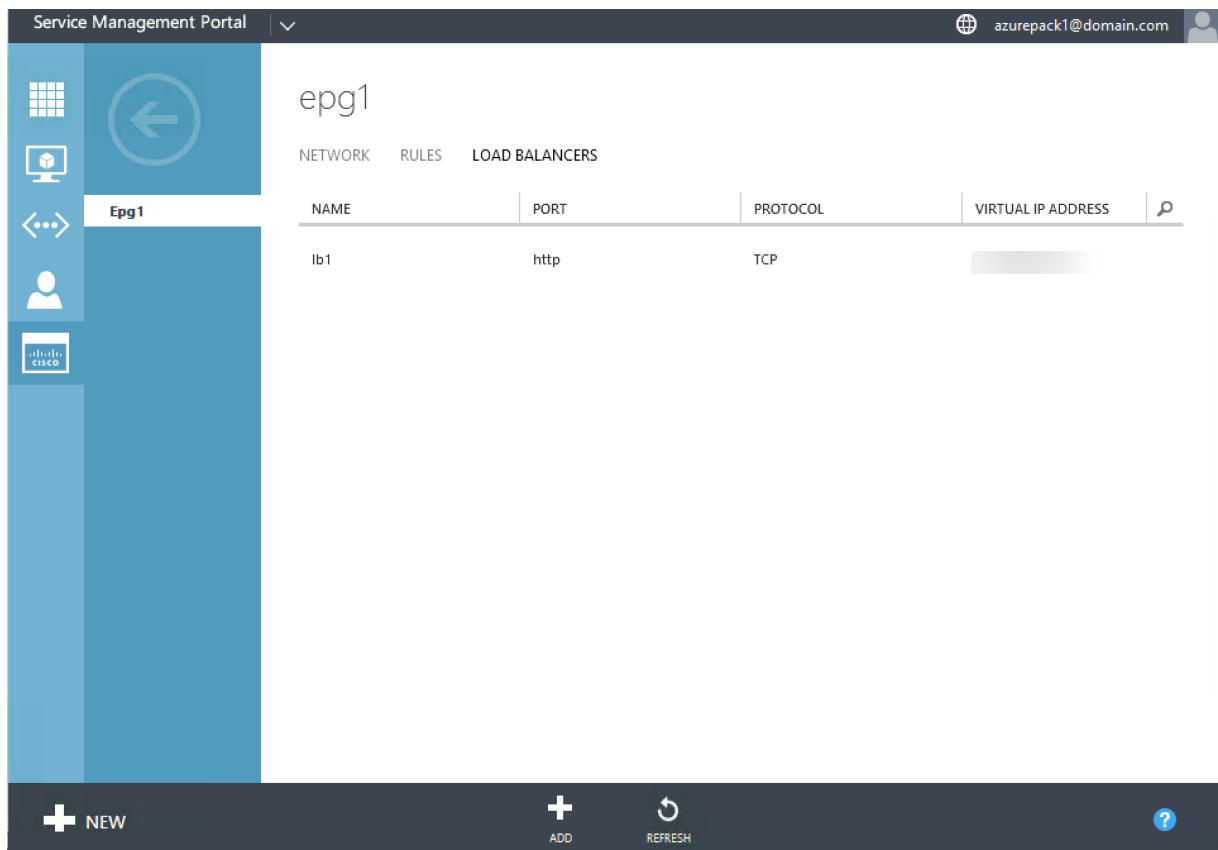 Service Management Portal
azurepack1@domain.com
epg1
NETWORK RULES LOAD BALANCERS
Epg1
NAME PORT PROTOCOL VIRTUAL IP ADDRESS
lb1 http TCP
cisco
NEW
ADD
REFRESH
?